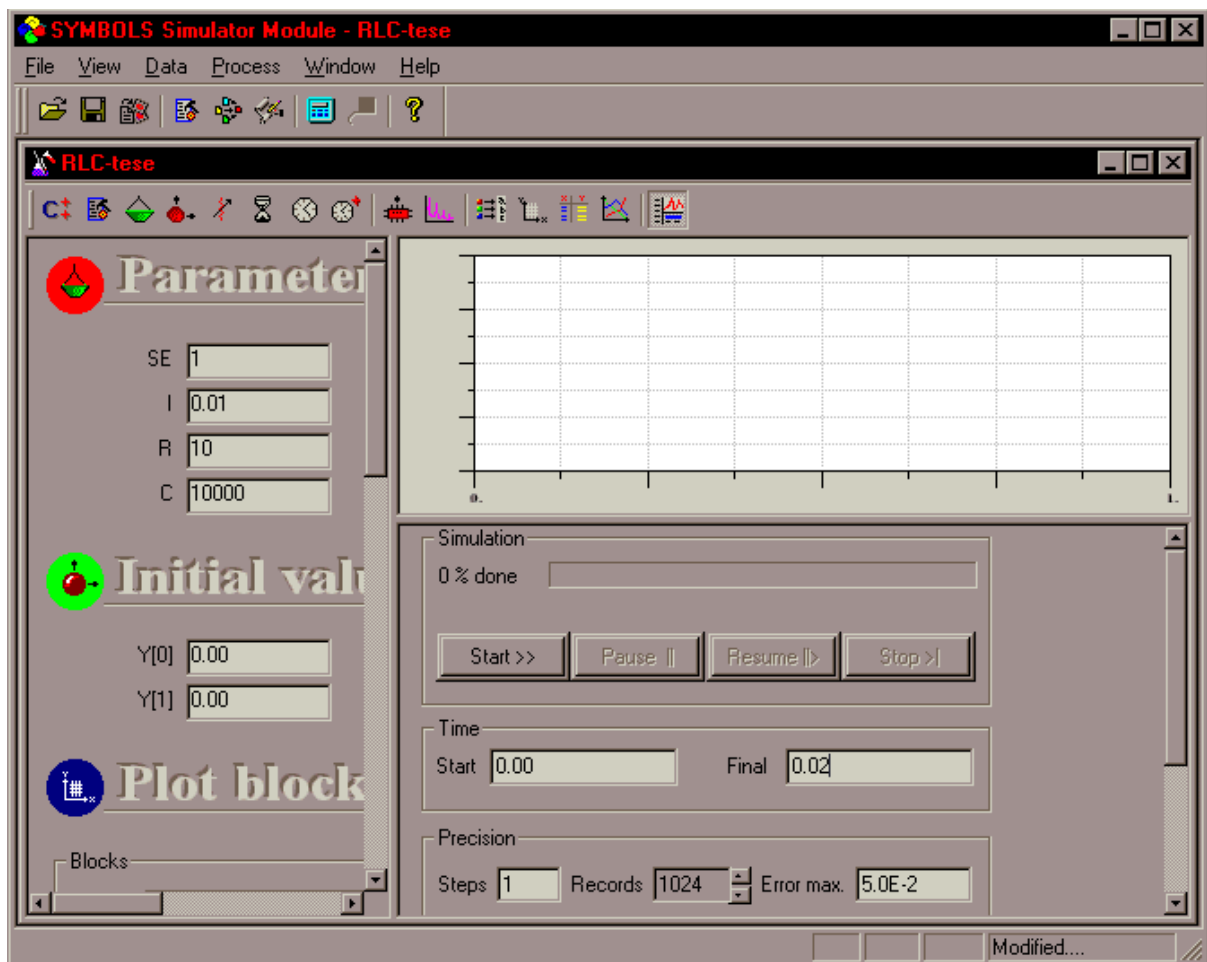 SYMBOLS Simulator Module - RLC-tese
File View Data Process Window Help
RLC-tese
Parameter
SE 1
I 0.01
R 10
C 10000
Initial valu
Y[0] 0.00
Y[1] 0.00
Plot block
Blocks
0. 1.
Simulation
0 % done
Start >> Pause || Resume ||> Stop >|
Time
Start 0.00 Final 0.02
Precision
Steps 1 Records 1024 Error max. 5.0E-2
Modified....